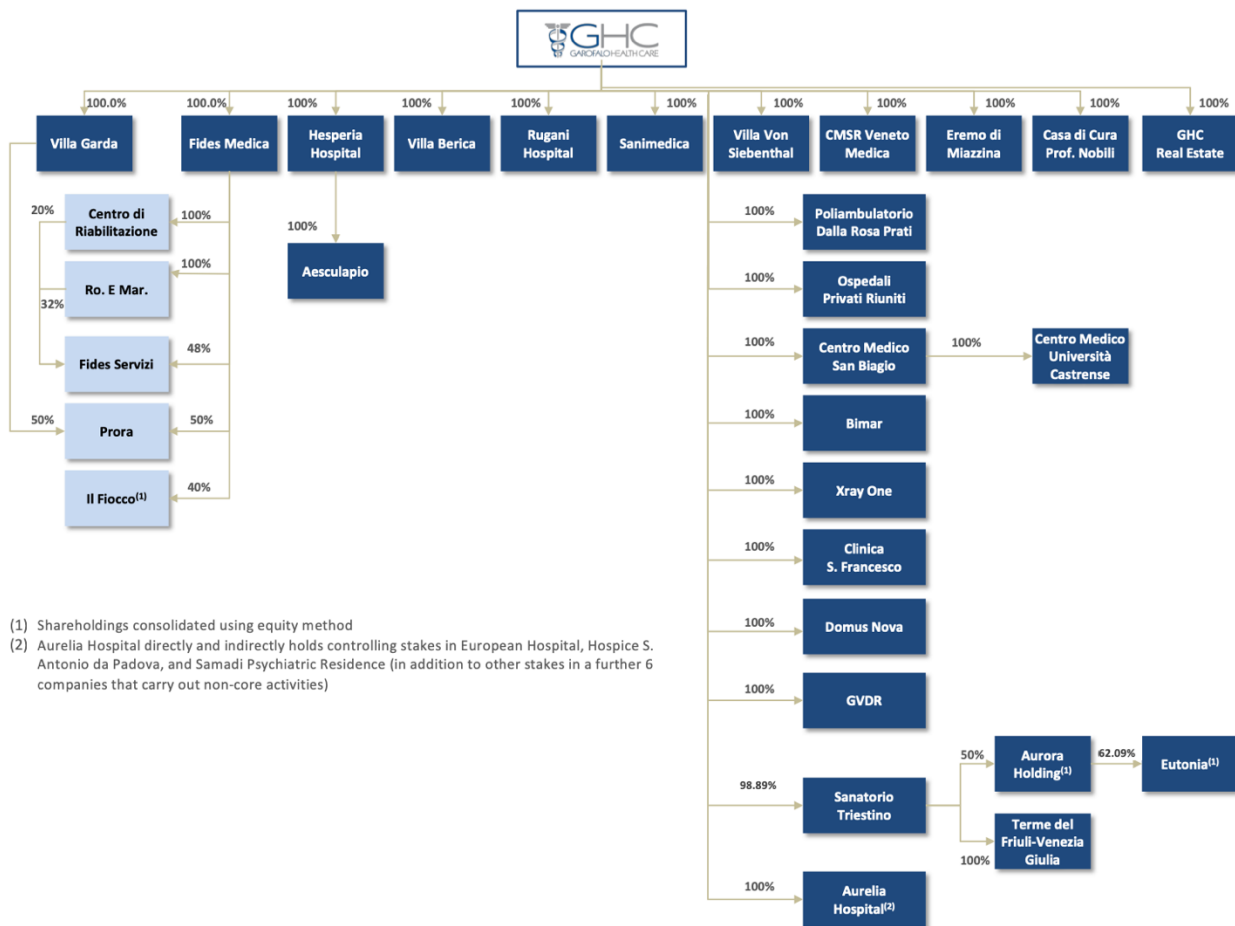 GHC
GAROFALO HEALTH CARE
100.0%
100.0%
100%
100%
100%
100%
100%
100%
100%
100%
100%
Villa Garda
Fides Medica
Hesperia
Hospital
Villa Berica
Rugani
Hospital
Sanimedica
Villa Von
Siebenthal
CMSR Veneto
Medica
Eremo di
Miazzina
Casa di Cura
Prof. Nobili
GHC
Real Estate
20%
Centro di
Riabilitazione
100%
100%
Aesculapio
100%
Poliambulatorio
Dalla Rosa Prati
100%
Ro. E Mar.
32%
100%
Ospedali
Privati Riuniti
Fides Servizi
48%
100%
Centro Medico
San Biagio
100%
Centro Medico
Università
Castrense
50%
Prora
50%
100%
Bimar
Il Fiocco(1)
40%
100%
Xray One
100%
Clinica
S. Francesco
(1) Shareholdings consolidated using equity method
(2) Aurelia Hospital directly and indirectly holds controlling stakes in European Hospital, Hospice S.
Antonio da Padova, and Samadi Psychiatric Residence (in addition to other stakes in a further 6
companies that carry out non-core activities)
100%
Domus Nova
100%
GVDR
98.89%
Sanatorio
Triestino
50%
Aurora
Holding(1)
62.09%
Eutonia(1)
100%
Terme del
Friuli-Venezia
Giulia
100%
Aurelia
Hospital(2)